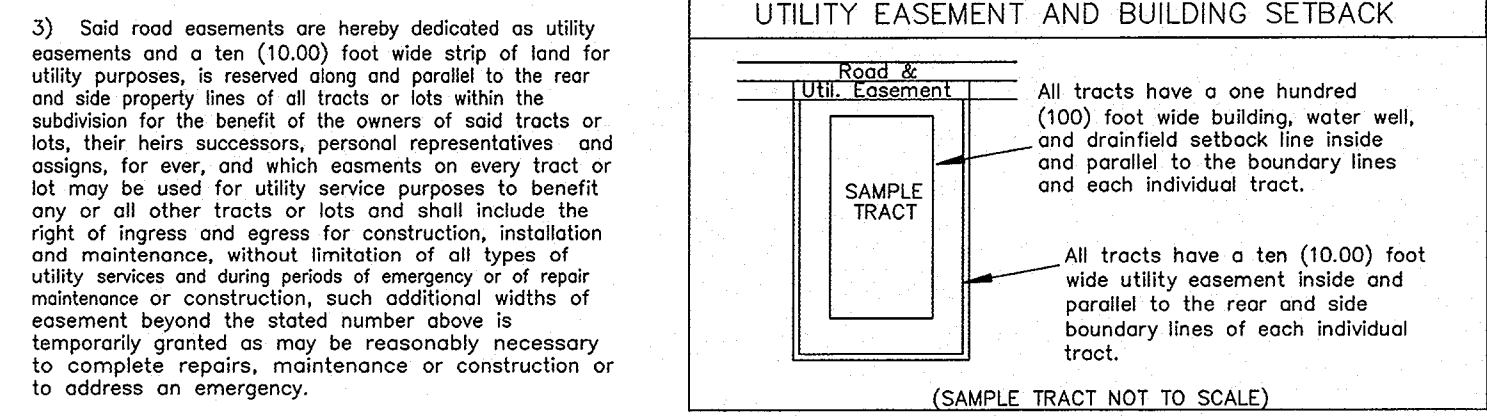 3) Said road easements are hereby dedicated as utility
easements and a ten (10.00) foot wide strip of land for
utility purposes, is reserved along and parallel to the rear
and side property lines of all tracts or lots within the
subdivision for the benefit of the owners of said tracts or
lots, their heirs successors, personal representatives and
assigns, for ever, and which easments on every tract or
lot may be used for utility service purposes to benefit
any or all other tracts or lots and shall include the
right of ingress and egress for construction, installation
and maintenance, without limitation of all types of
utility services and during periods of emergency or of repair
maintenance or construction, such additional widths of
easement beyond the stated number above is
temporarily granted as may be reasonably necessary
to complete repairs, maintenance or construction or
to address an emergency.
UTILITY EASEMENT AND BUILDING SETBACK
Road &
Util. Easement
SAMPLE
TRACT
All tracts have a one hundred
(100) foot wide building, water well,
and drainfield setback line inside
and parallel to the boundary lines
and each individual tract.
All tracts have a ten (10.00) foot
wide utility easement inside and
parallel to the rear and side
boundary lines of each individual
tract.
(SAMPLE TRACT NOT TO SCALE)